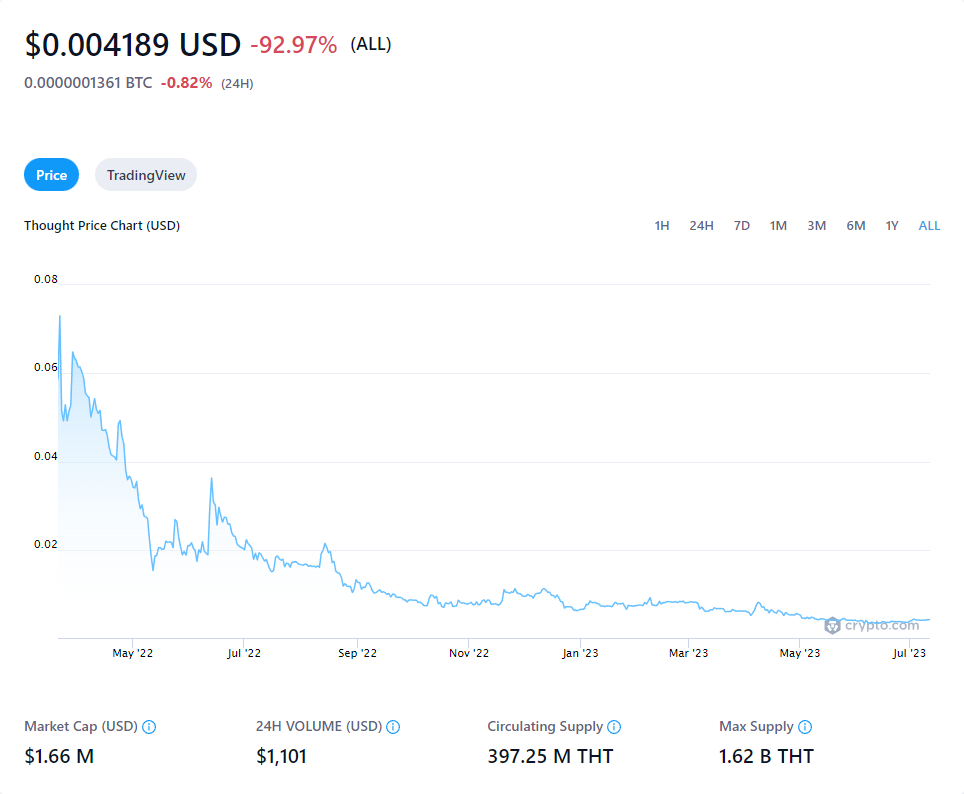 $0.004189 USD -92.97% (ALL)
0.0000001361 BTC -0.82% (24H)
Price TradingView
Thought Price Chart (USD) 1H 24H 7D 1M 3M 6M 1Y ALL
0.08
0.06
0.04
0.02
crypto.com
May '22 Jul '22 Sep '22 Nov '22 Jan '23 Mar '23 May '23 Jul '23
Market Cap (USD) 24H VOLUME (USD) Circulating Supply Max Supply
$1.66 M $1,101 397.25 M THT 1.62 B THT